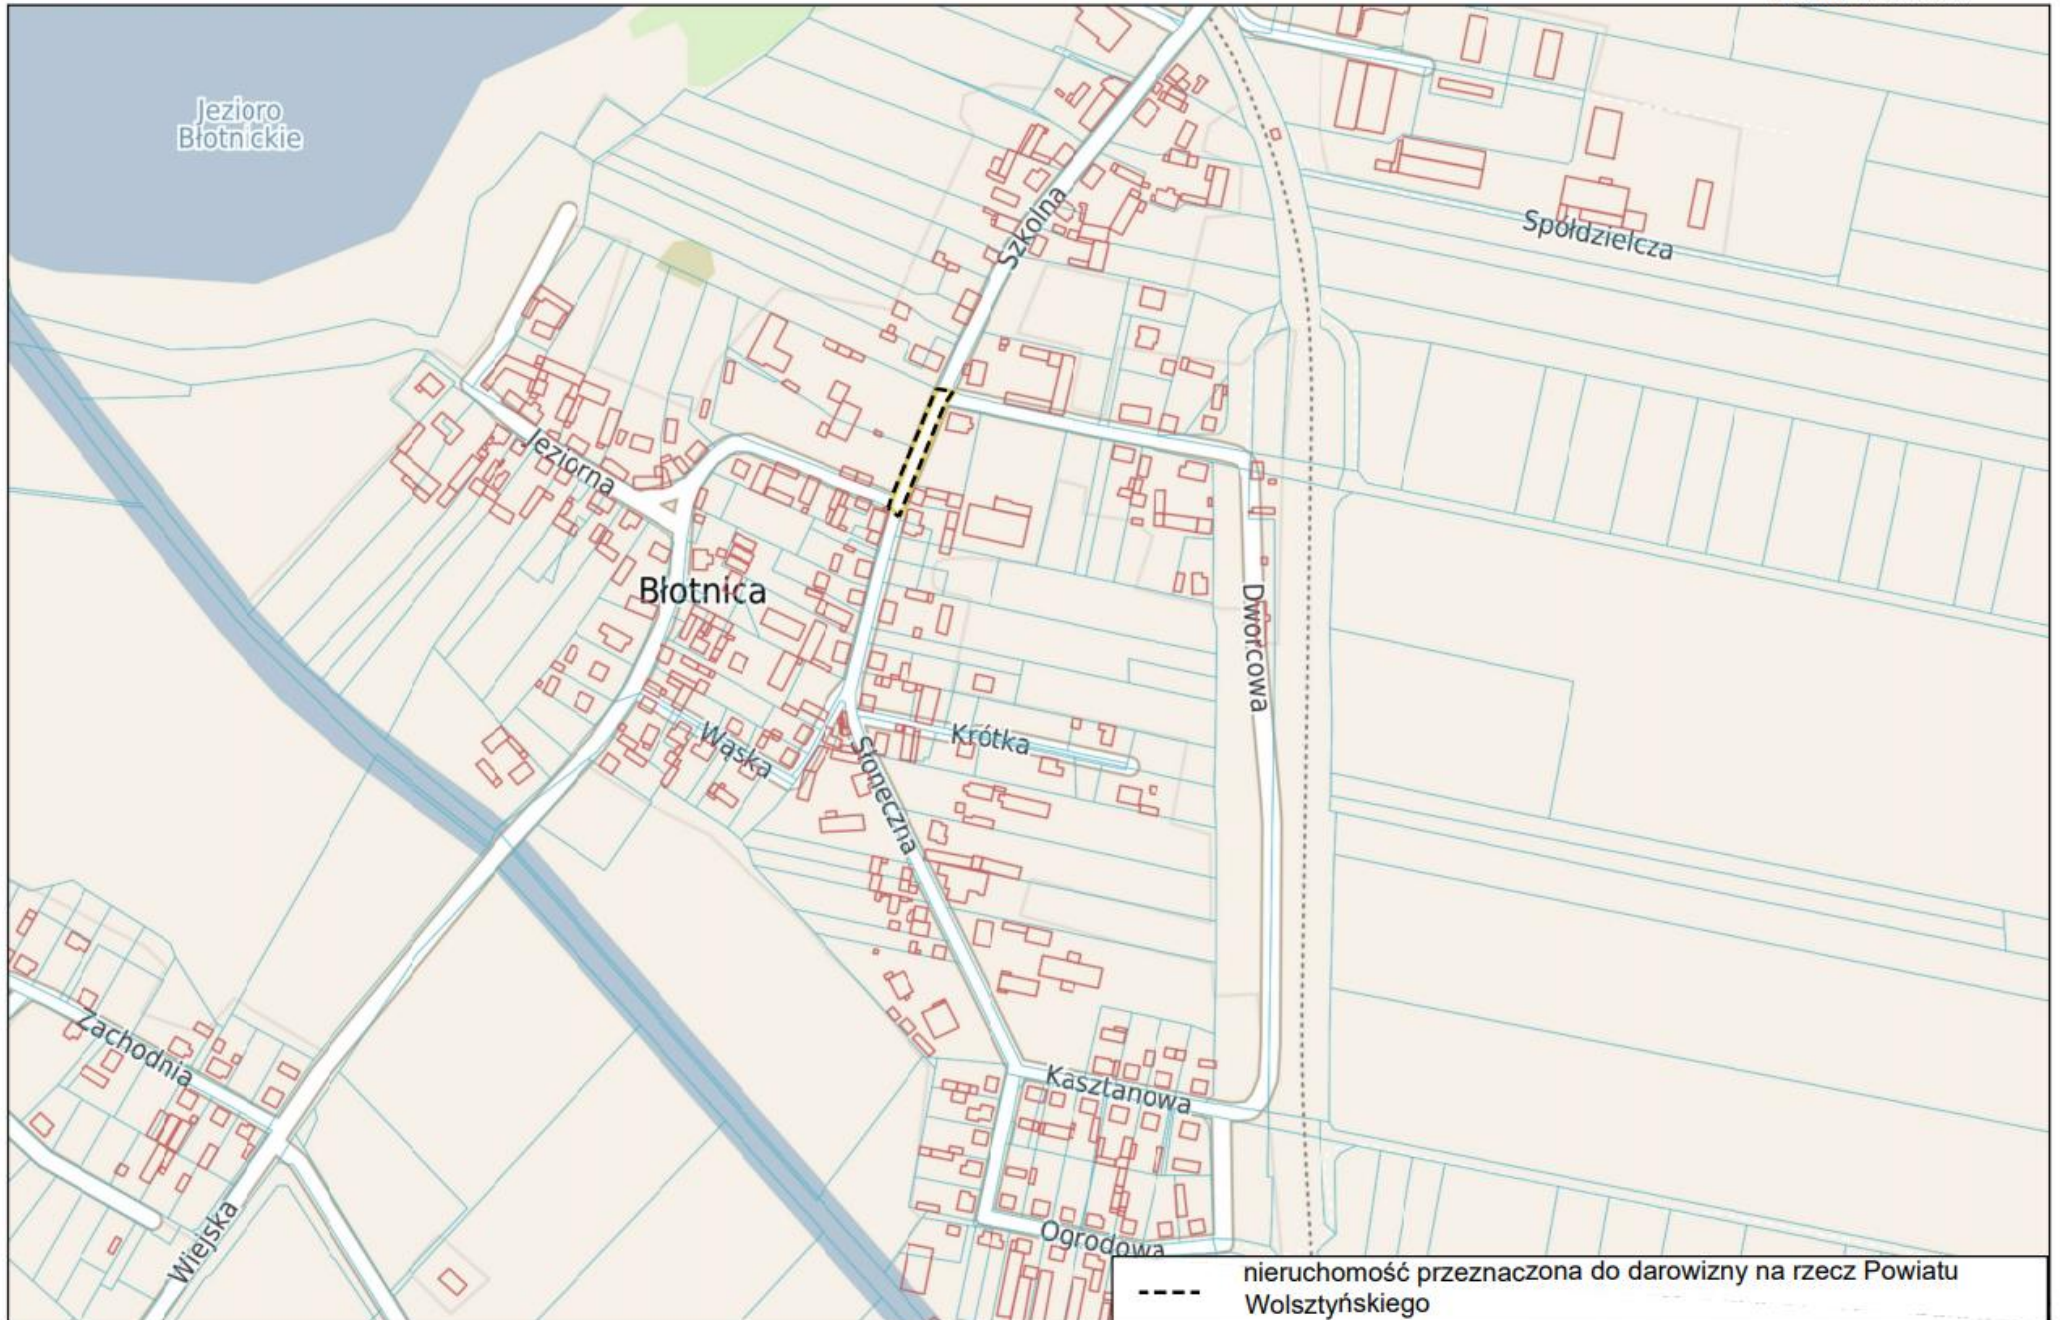 Jezioro
Błotnickie
Szkolna
Spółdzielcza
Jeziorna
Błotnica
Dworcowa
Wąska
Krótka
Słoneczna
Zachodnia
Kasztanowa
Wiejska
Ogrodowa
nieruchomość przeznaczona do darowizny na rzecz Powiatu
Wolsztyńskiego